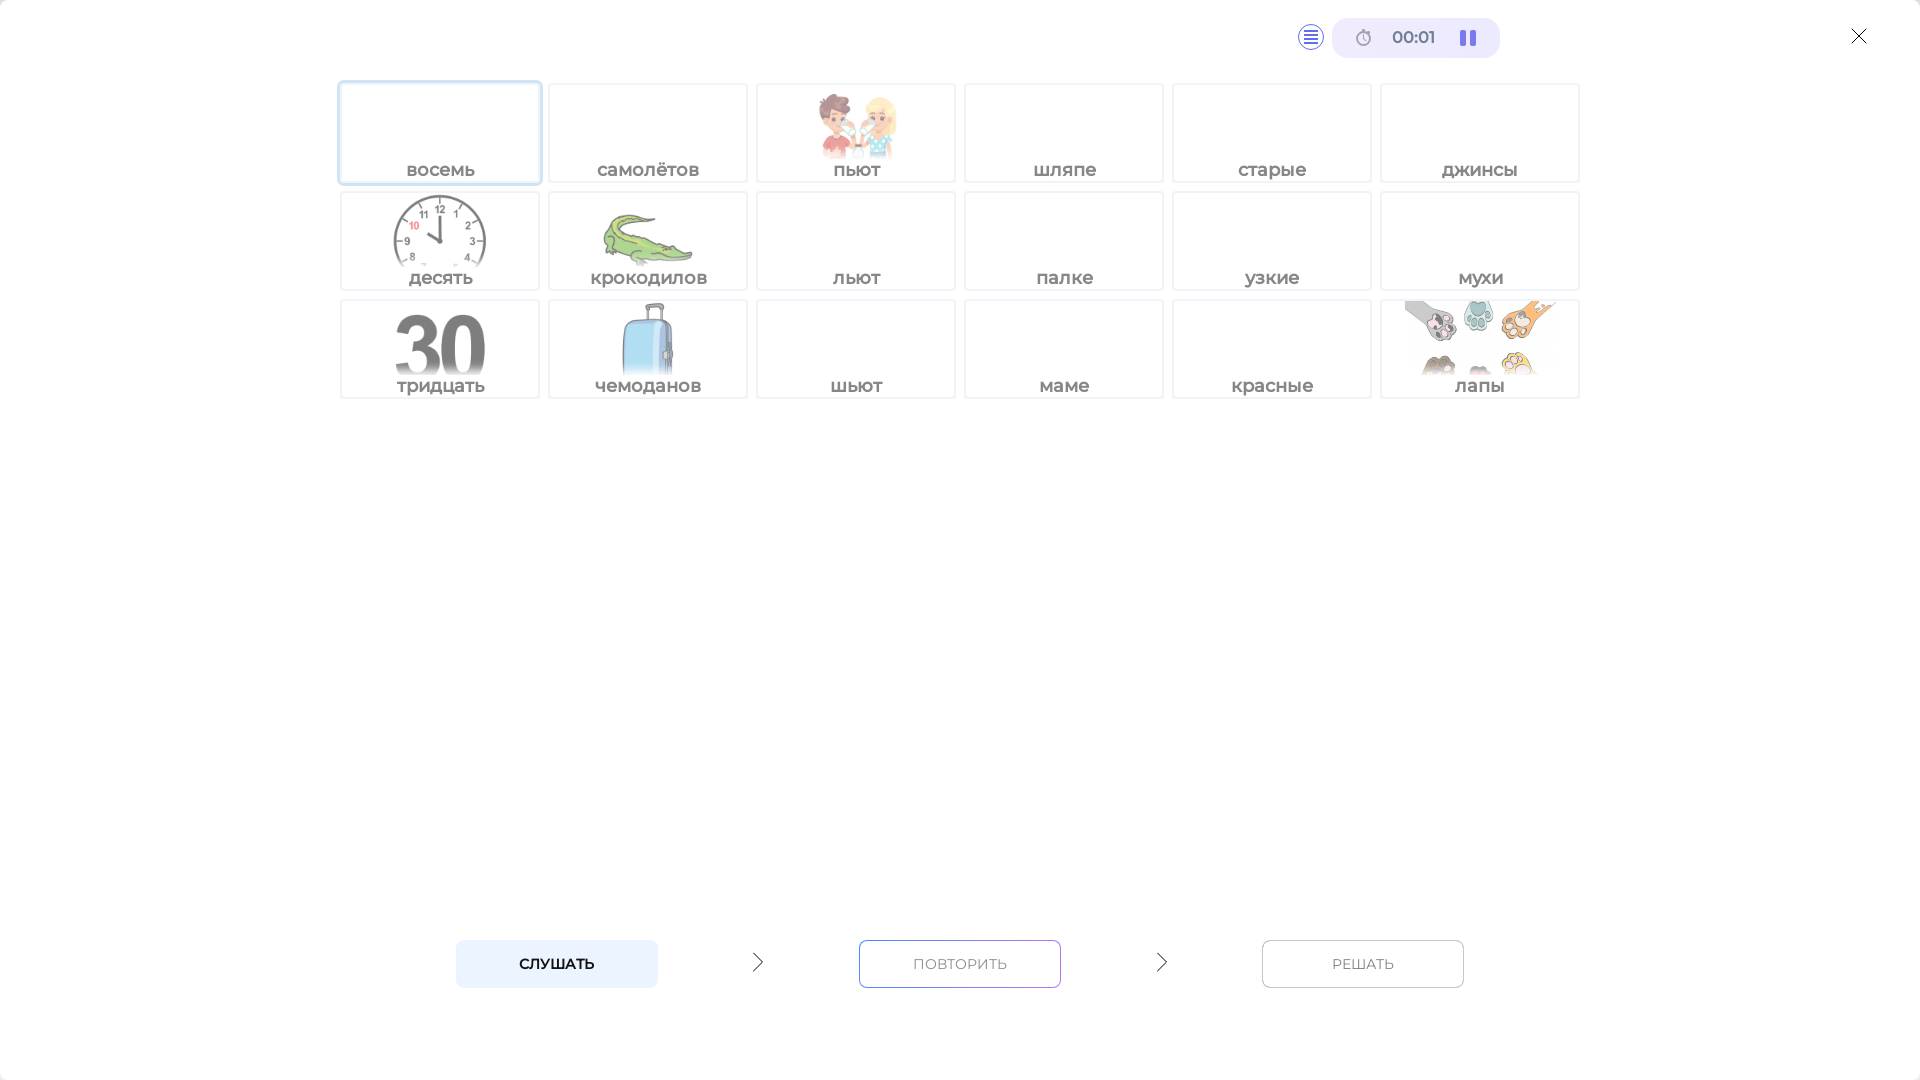 00:01
восемь самолётов пьют шляпе старые джинсы
12
11 1
10 2
9 3
8 4
десять крокодилов льют палке узкие мухи
30
тридцать чемоданов шьют маме красные лапы
СЛУШАТЬ ПОВТОРИТЬ РЕШАТЬ